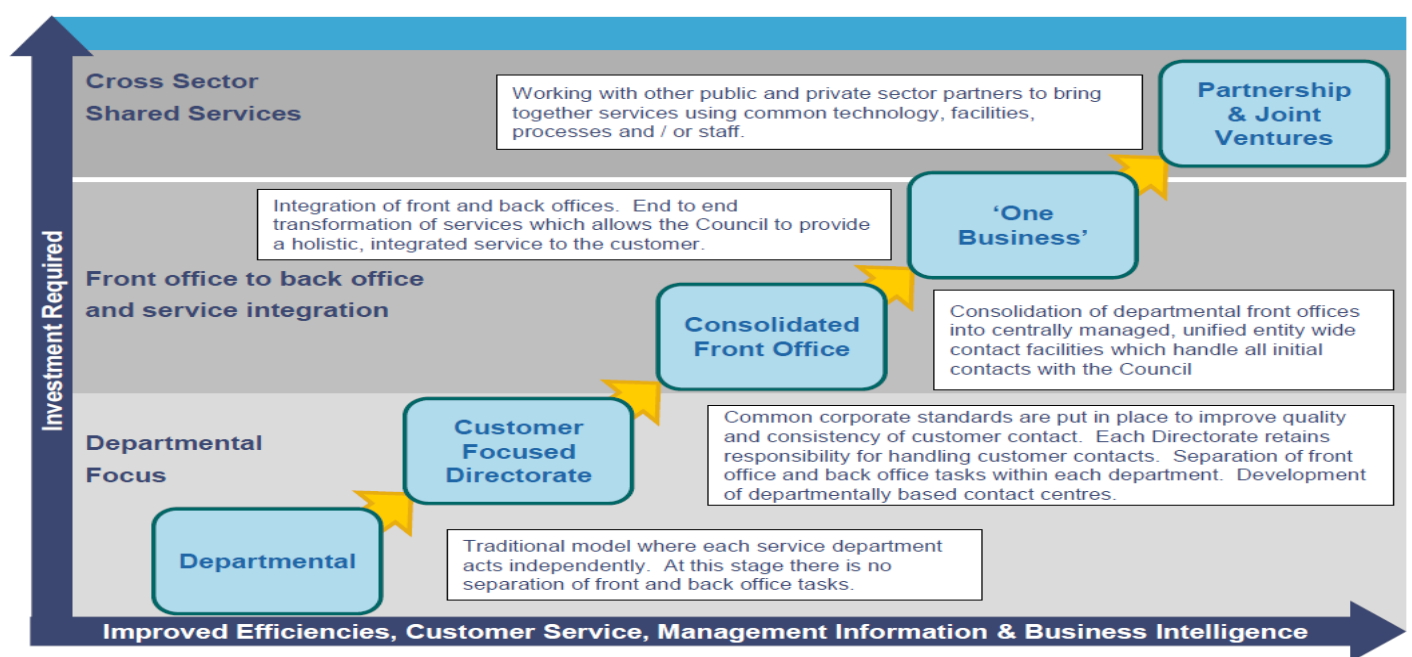 Cross Sector
Shared Services
Working with other public and private sector partners to bring
together services using common technology, facilities,
processes and / or staff.
Partnership
& Joint
Ventures
Integration of front and back offices.  End to end
transformation of services which allows the Council to provide
a holistic, integrated service to the customer.
‘One
Business’
Front office to back office
and service integration
Consolidated
Front Office
Consolidation of departmental front offices
into centrally managed, unified entity wide
contact facilities which handle all initial
contacts with the Council
Departmental
Focus
Customer
Focused
Directorate
Common corporate standards are put in place to improve quality
and consistency of customer contact.  Each Directorate retains
responsibility for handling customer contacts.  Separation of front
office and back office tasks within each department.  Development
of departmentally based contact centres.
Departmental
Traditional model where each service department
acts independently.  At this stage there is no
separation of front and back office tasks.
Investment Required
Improved Efficiencies, Customer Service, Management Information & Business Intelligence